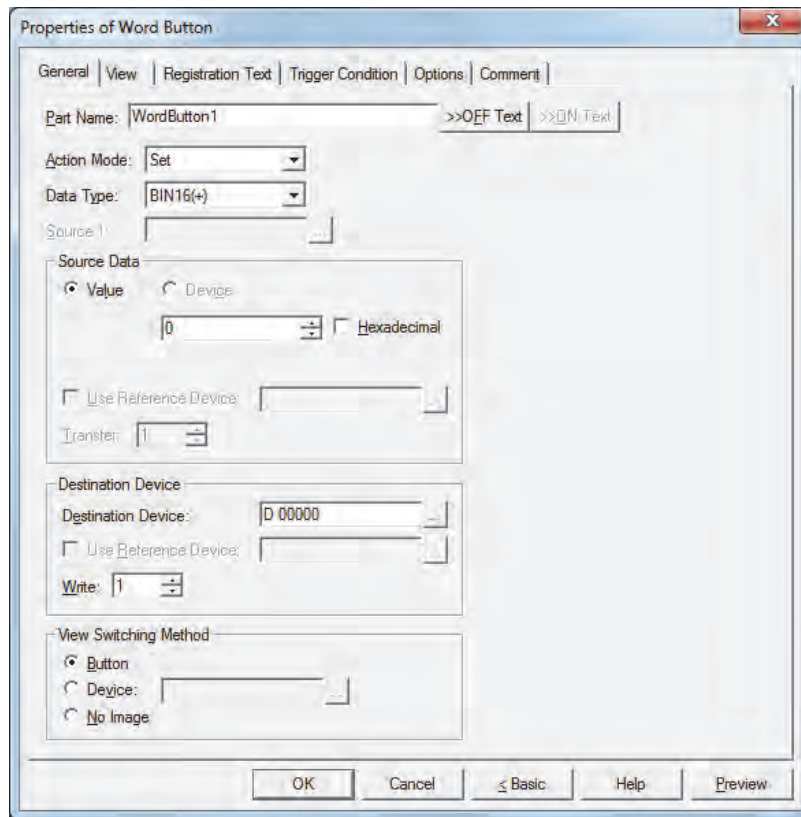 Properties of Word Button
General View Registration Text Trigger Condition Options Comment
Part Name: WordButton1 >>OFF Text >>ON Text
Action Mode: Set
Data Type: BIN16(+)
Source 1: ...
Source Data
Value Device
0 Hexadecimal
Use Reference Device: ...
Transfer: 1
Destination Device
Destination Device: D 00000 ...
Use Reference Device: ...
Write: 1
View Switching Method
Button
Device: ...
No Image
OK Cancel < Basic Help Preview